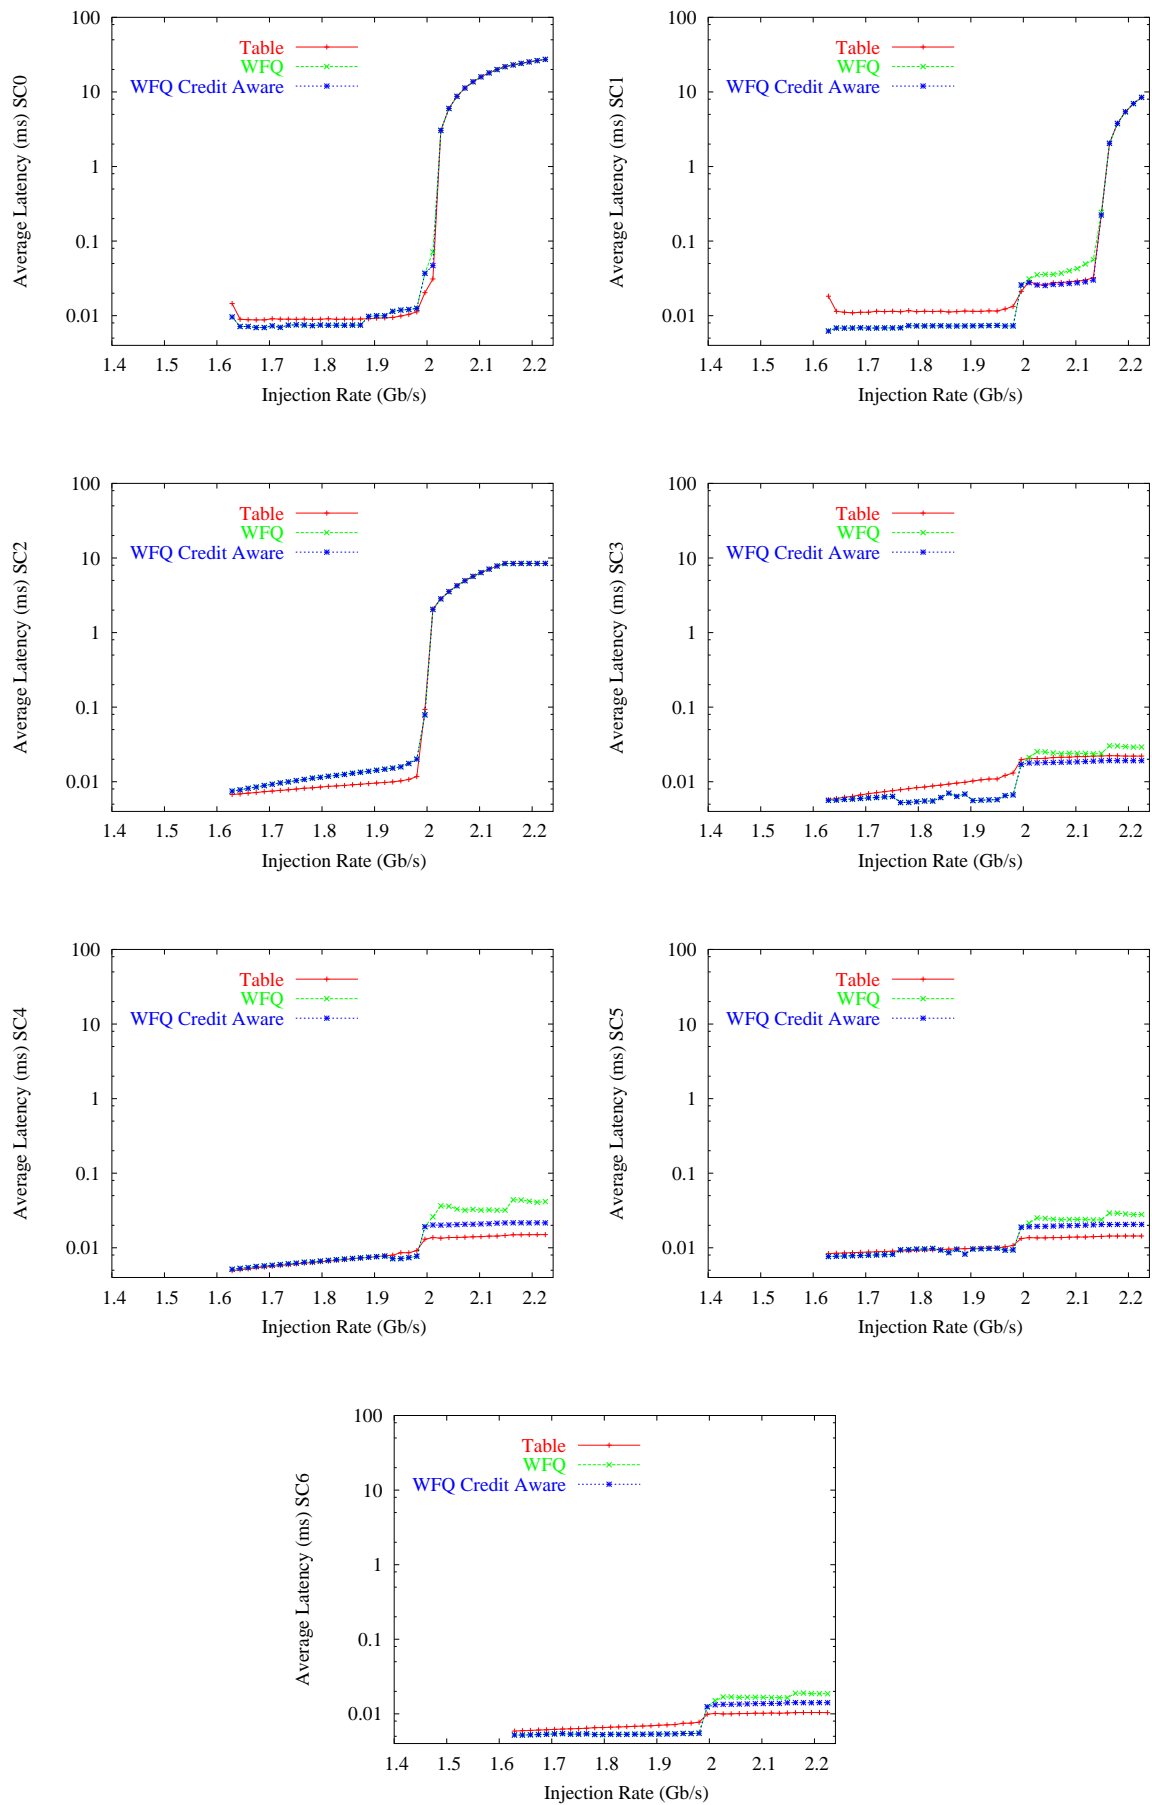 Average Latency (ms) SC0
100
10
1
0.1
0.01
Table
WFQ
WFQ Credit Aware
1.4 1.5 1.6 1.7 1.8 1.9 2 2.1 2.2
Injection Rate (Gb/s)
Average Latency (ms) SC1
100
10
1
0.1
0.01
Table
WFQ
WFQ Credit Aware
1.4 1.5 1.6 1.7 1.8 1.9 2 2.1 2.2
Injection Rate (Gb/s)
Average Latency (ms) SC2
100
10
1
0.1
0.01
Table
WFQ
WFQ Credit Aware
1.4 1.5 1.6 1.7 1.8 1.9 2 2.1 2.2
Injection Rate (Gb/s)
Average Latency (ms) SC3
100
10
1
0.1
0.01
Table
WFQ
WFQ Credit Aware
1.4 1.5 1.6 1.7 1.8 1.9 2 2.1 2.2
Injection Rate (Gb/s)
Average Latency (ms) SC4
100
10
1
0.1
0.01
Table
WFQ
WFQ Credit Aware
1.4 1.5 1.6 1.7 1.8 1.9 2 2.1 2.2
Injection Rate (Gb/s)
Average Latency (ms) SC5
100
10
1
0.1
0.01
Table
WFQ
WFQ Credit Aware
1.4 1.5 1.6 1.7 1.8 1.9 2 2.1 2.2
Injection Rate (Gb/s)
Average Latency (ms) SC6
100
10
1
0.1
0.01
Table
WFQ
WFQ Credit Aware
1.4 1.5 1.6 1.7 1.8 1.9 2 2.1 2.2
Injection Rate (Gb/s)